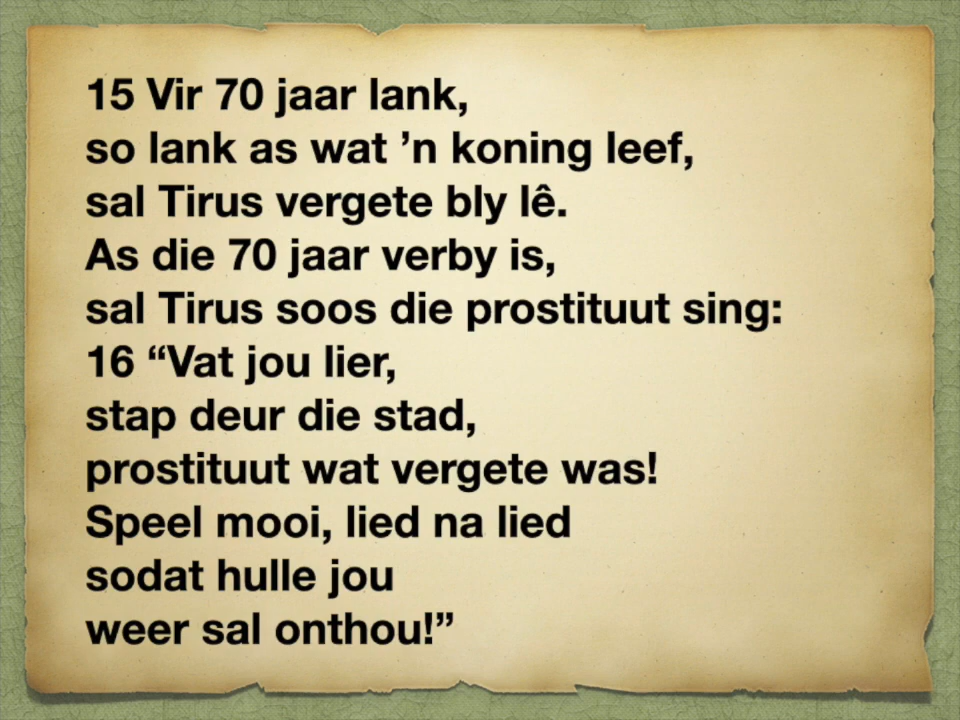 15 Vir 70 jaar lank,
so lank as wat ’n koning leef,
sal Tirus vergete bly lê.
As die 70 jaar verby is,
sal Tirus soos die prostituut sing:
16 “Vat jou lier,
stap deur die stad,
prostituut wat vergete was!
Speel mooi, lied na lied
sodat hulle jou
weer sal onthou!”